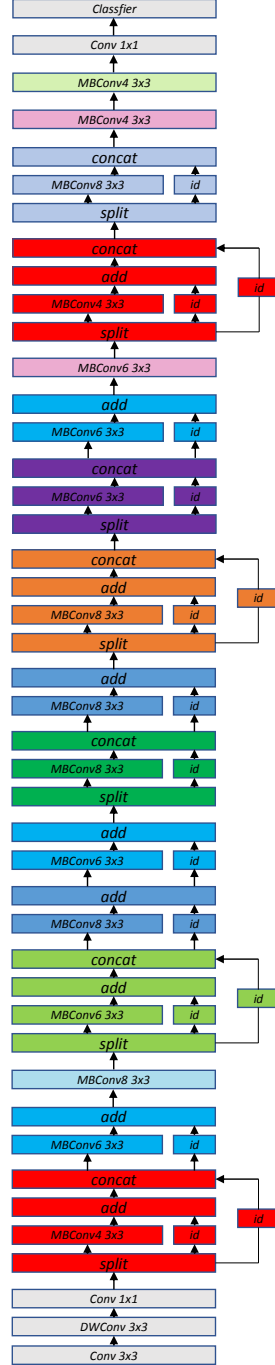 Classfier
Conv 1x1
MBConv4 3x3
MBConv4 3x3
concat
MBConv8 3x3 id
split
concat
add
id
MBConv4 3x3 id
split
MBConv6 3x3
add
MBConv6 3x3 id
concat
MBConv6 3x3 id
split
concat
add
id
MBConv8 3x3 id
split
add
MBConv8 3x3 id
concat
MBConv8 3x3 id
split
add
MBConv6 3x3 id
add
MBConv8 3x3 id
concat
add
id
MBConv6 3x3 id
split
MBConv8 3x3
add
MBConv6 3x3 id
concat
add
id
MBConv4 3x3 id
split
Conv 1x1
DWConv 3x3
Conv 3x3